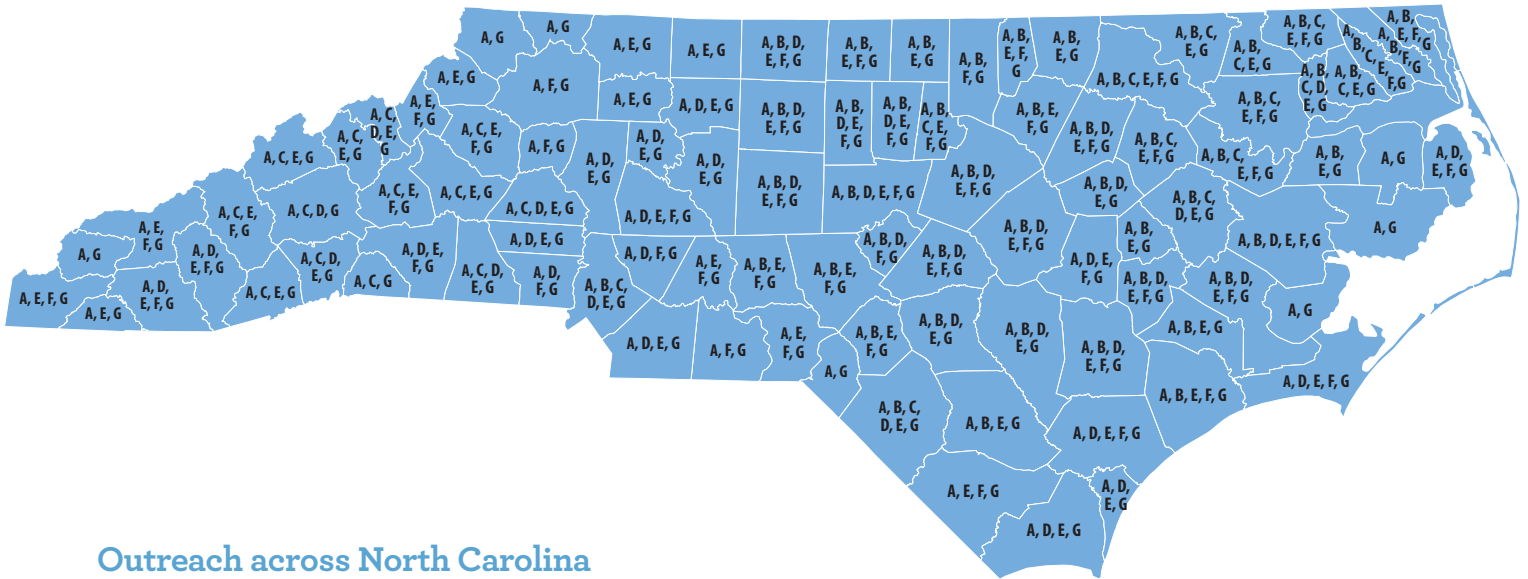 A, G
A, G
A, E, G
A, E, G
A, B, D,
E, F, G
A, B,
E, F, G
A, B,
E, G
A, B,
F, G
A, B,
E, F,
G
A, B,
E, G
A, B, C,
E, G
A, B,
C, E, G
A, B, C,
E, F, G
A,
B,
C,
E,
F, G
A,
B,
F, G
A, B,
E, F, G
A, E, G
A, F, G
A, E, G
A, D, E, G
A, B, D,
E, F, G
A, B,
D, E,
F, G
A, B,
D, E,
F, G
A, B,
C, E,
F, G
A, B, E,
F, G
A, B, C, E, F, G
A, B, C,
E, F, G
A, B,
C, D,
E, G
A, B,
C, E, G
A, C, E, G
A, C,
E, G
A, C,
D, E,
G
A, E,
F, G
A, C, E,
F, G
A, F, G
A, D,
E, G
A, D,
E, G
A, D,
E, G
A, B, D,
E, F, G
A, B, D, E, F, G
A, B, D,
E, F, G
A, B, D,
E, F, G
A, B, C,
E, F, G
A, B, C,
E, F, G
A, B,
E, G
A, G
A, D,
E, F, G
A, G
A, E,
F, G
A, D,
E, F, G
A, C, E,
F, G
A, C, D, G
A, C, E,
F, G
A, C, E, G
A, C, D, E, G
A, D, E, F, G
A, B, D,
E, G
A, B, C,
D, E, G
A, B, D, E, F, G
A, G
A, E, F, G
A, E, G
A, D,
E, F, G
A, C, E, G
A, C, D,
E, G
A, C, G
A, D, E,
F, G
A, C, D,
E, G
A, D, E, G
A, D,
F, G
A, B, C,
D, E, G
A, D, F, G
A, E,
F, G
A, B, E,
F, G
A, B, E,
F, G
A, B, D,
F, G
A, B, D,
E, F, G
A, B, D,
E, F, G
A, D, E,
F, G
A, B,
E, G
A, B, D,
E, F, G
A, B, D,
E, F, G
A, G
A, D, E, G
A, F, G
A, E,
F, G
A, G
A, B, E,
F, G
A, B, D,
E, G
A, B, D,
E, G
A, B, D,
E, F, G
A, B, E, G
A, B, E, F, G
A, D, E, F, G
A, B, C,
D, E, G
A, B, E, G
A, D, E, F, G
A, E, F, G
A, D, E, G
A, D,
E, G
Outreach across North Carolina